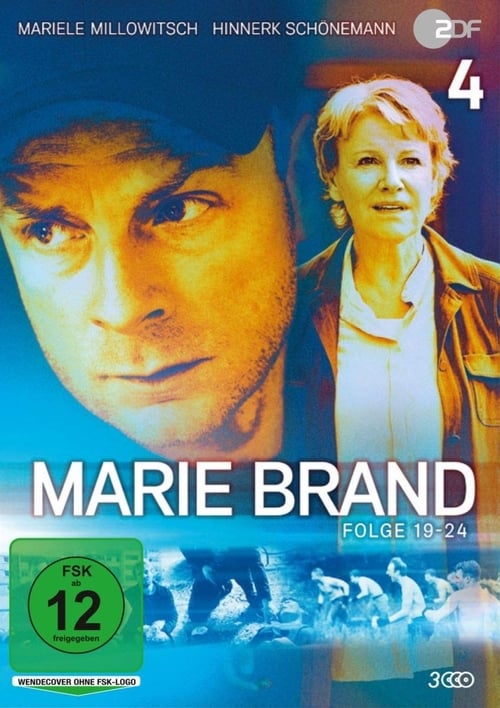 MARIELE MILLOWITSCH HINNERK SCHÖNEMANN
ZDF
4
MARIE BRAND
FOLGE 19-24
FSK
ab
12
freigegeben
WENDECOVER OHNE FSK-LOGO
3